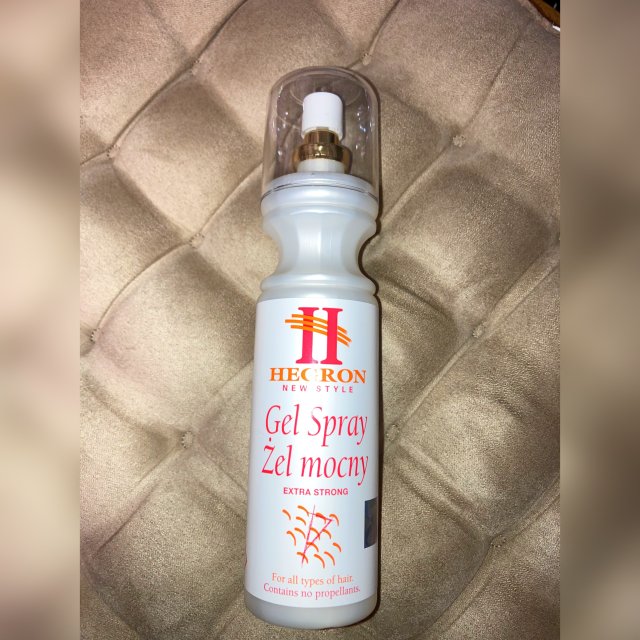 H
HEGRON
NEW STYLE
Gel Spray
Żel mocny
EXTRA STRONG
For all types of hair.
Contains no propellants.